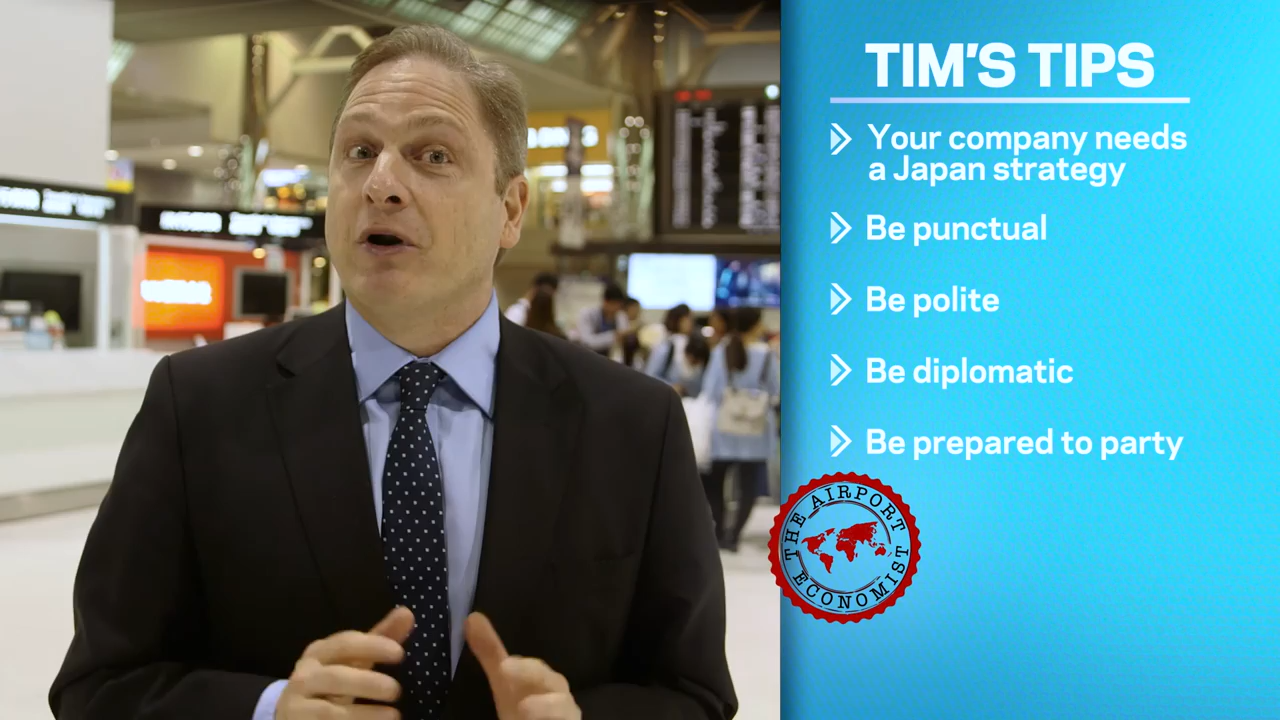 TIM'S TIPS
Your company needs
a Japan strategy
Be punctual
Be polite
Be diplomatic
Be prepared to party
THE AIRPORT
ECONOMIST